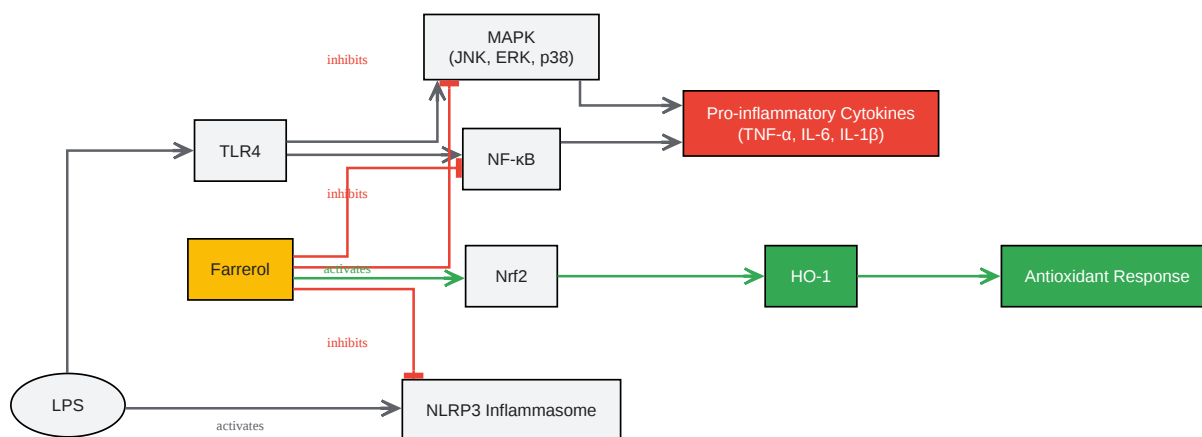 MAPK
(JNK, ERK, p38)
inhibits
Pro-inflammatory Cytokines
(TNF-α, IL-6, IL-1β)
TLR4
NF-κB
inhibits
Farrerol
activates
Nrf2
HO-1
Antioxidant Response
inhibits
LPS
NLRP3 Inflammasome
activates